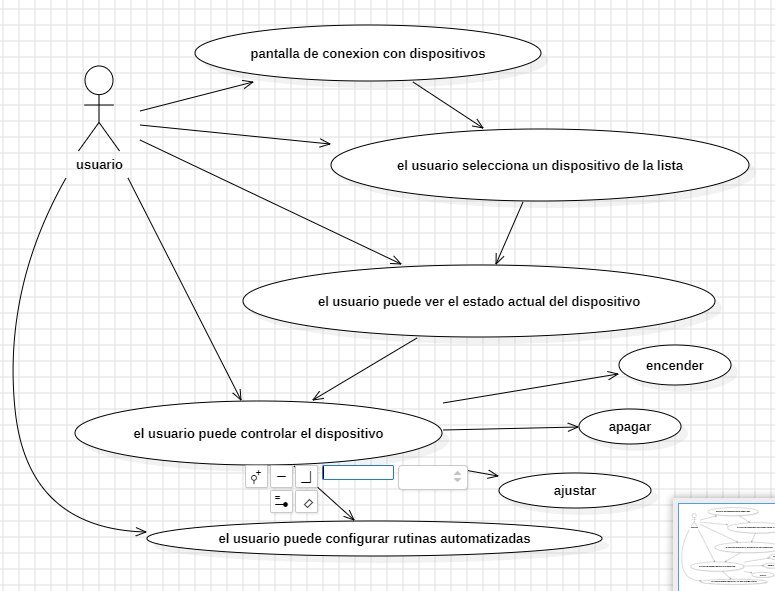 pantalla de conexion con dispositivos
usuario
el usuario selecciona un dispositivo de la lista
el usuario puede ver el estado actual del dispositivo
encender
el usuario puede controlar el dispositivo
apagar
ajustar
el usuario puede configurar rutinas automatizadas